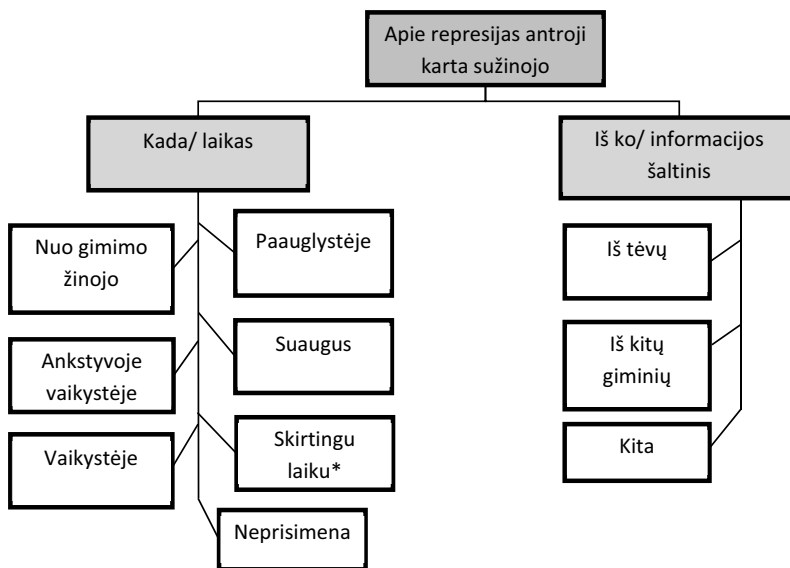 Apie represijas antroji
karta sužinojo
Kada/ laikas
Iš ko/ informacijos
šaltinis
Nuo gimimo
žinojo
Paauglystėje
Ankstyvoje
vaikystėje
Suaugus
Vaikystėje
Skirtingu
laiku*
Neprisimena
Iš tėvų
Iš kitų
giminių
Kita